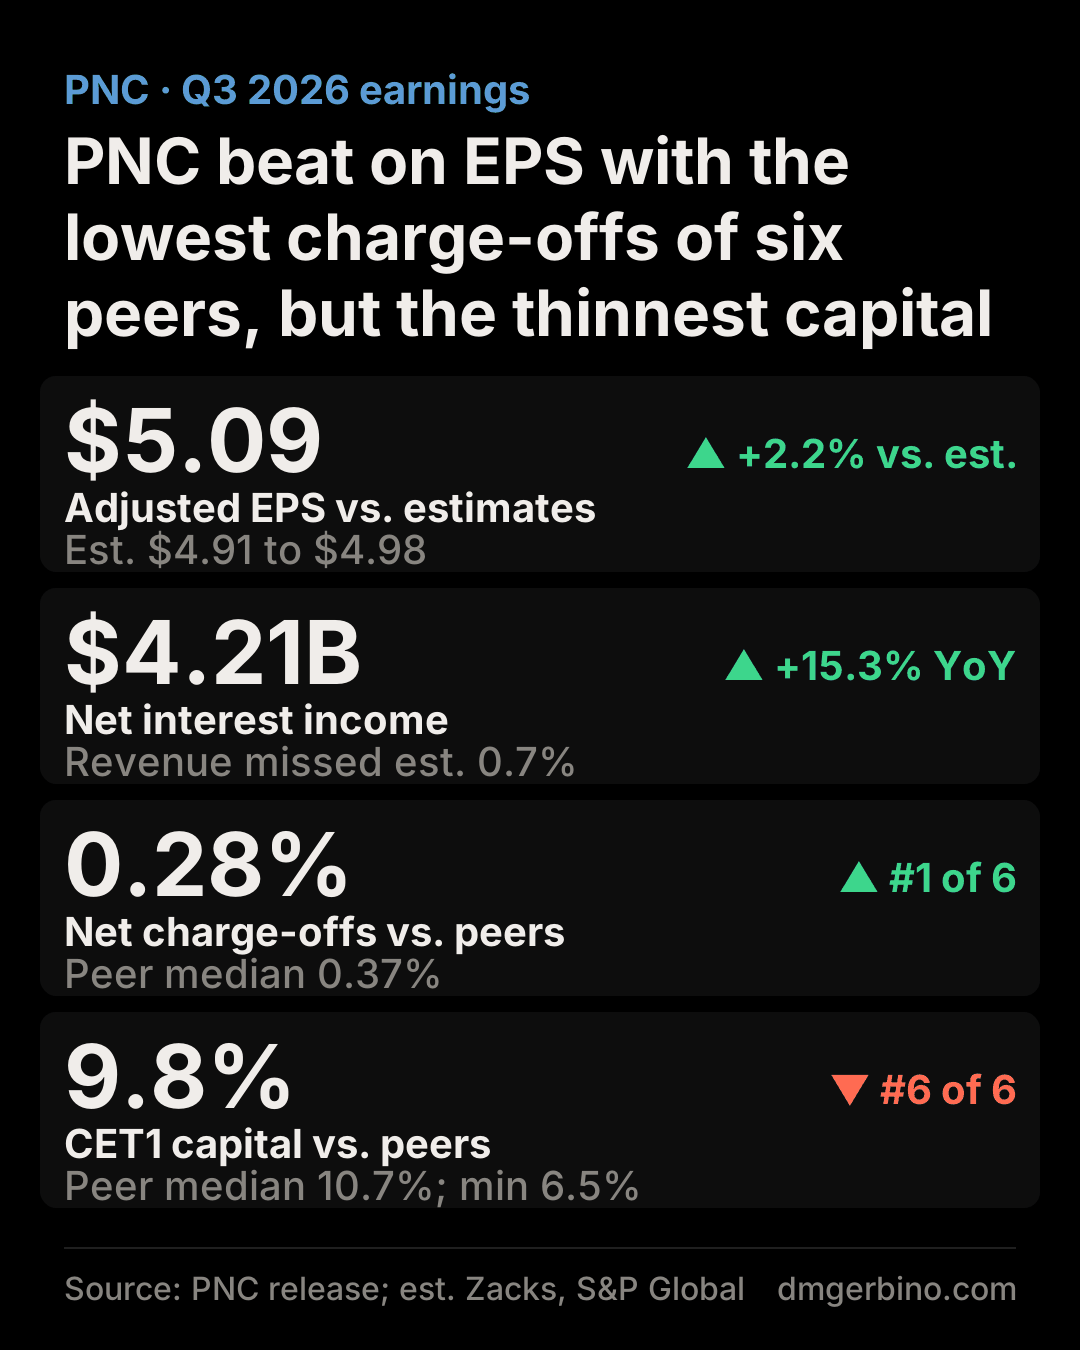 PNC · Q3 2026 earnings
PNC beat on EPS with the
lowest charge-offs of six
peers, but the thinnest capital
$5.09
▲ +2.2% vs. est.
Adjusted EPS vs. estimates
Est. $4.91 to $4.98
$4.21B
▲ +15.3% YoY
Net interest income
Revenue missed est. 0.7%
0.28%
▲ #1 of 6
Net charge-offs vs. peers
Peer median 0.37%
9.8%
▼ #6 of 6
CET1 capital vs. peers
Peer median 10.7%; min 6.5%
Source: PNC release; est. Zacks, S&P Global
dmgerbino.com